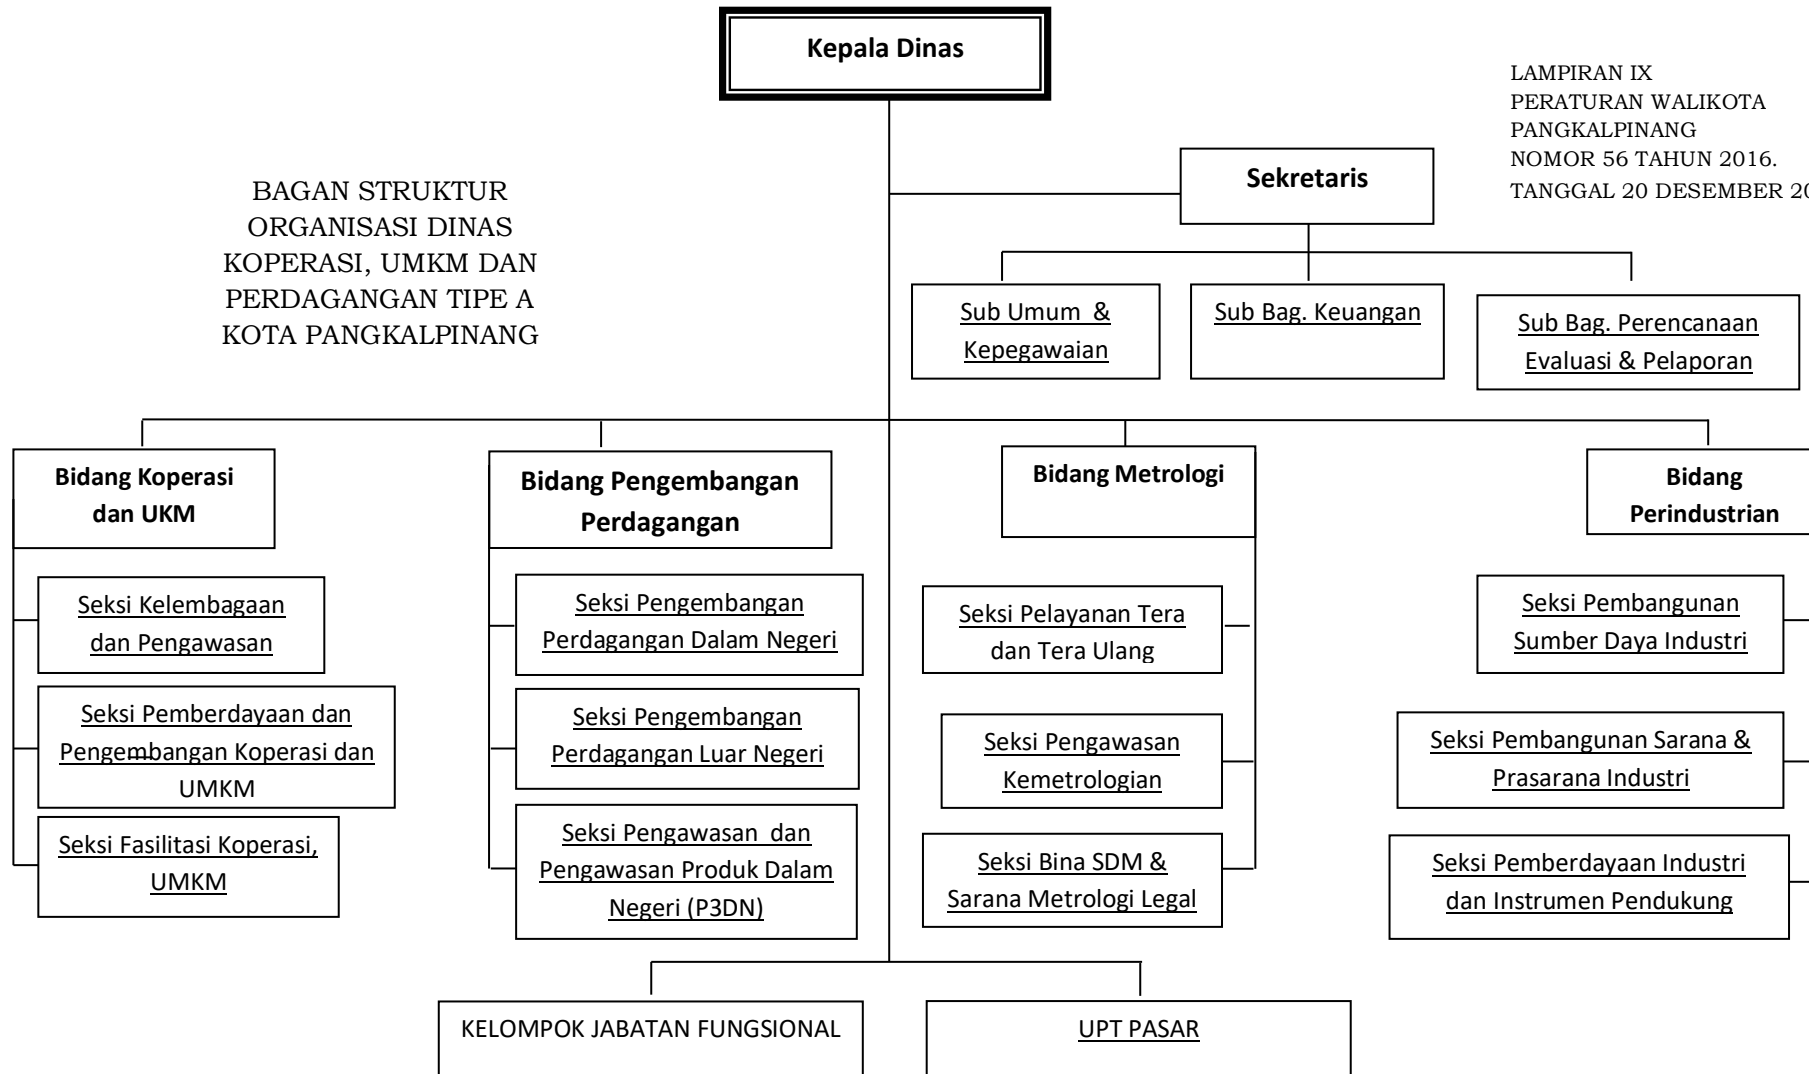 Kepala Dinas
LAMPIRAN IX
PERATURAN WALIKOTA
PANGKALPINANG
NOMOR 56 TAHUN 2016.
TANGGAL 20 DESEMBER 20
BAGAN STRUKTUR
ORGANISASI DINAS
KOPERASI, UMKM DAN
PERDAGANGAN TIPE A
KOTA PANGKALPINANG
Sekretaris
Sub Umum &
Kepegawaian
Sub Bag. Keuangan
Sub Bag. Perencanaan
Evaluasi & Pelaporan
Bidang Koperasi
dan UKM
Bidang Pengembangan
Perdagangan
Bidang Metrologi
Bidang
Perindustrian
Seksi Kelembagaan
dan Pengawasan
Seksi Pemberdayaan dan
Pengembangan Koperasi dan
UMKM
Seksi Fasilitasi Koperasi,
UMKM
Seksi Pengembangan
Perdagangan Dalam Negeri
Seksi Pengembangan
Perdagangan Luar Negeri
Seksi Pengawasan dan
Pengawasan Produk Dalam
Negeri (P3DN)
Seksi Pelayanan Tera
dan Tera Ulang
Seksi Pengawasan
Kemetrologian
Seksi Bina SDM &
Sarana Metrologi Legal
Seksi Pembangunan
Sumber Daya Industri
Seksi Pembangunan Sarana &
Prasarana Industri
Seksi Pemberdayaan Industri
dan Instrumen Pendukung
KELOMPOK JABATAN FUNGSIONAL
UPT PASAR